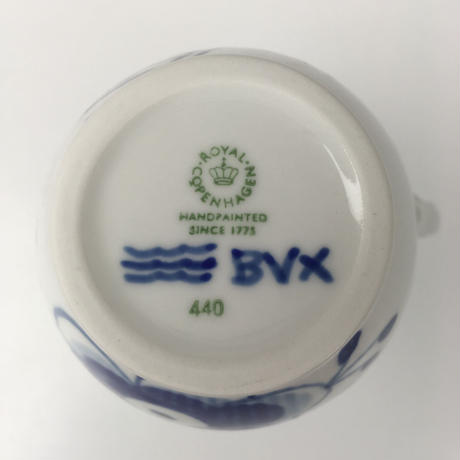 ROYAL
COPENHAGEN
HANDPAINTED
SINCE 1775
BVX
440